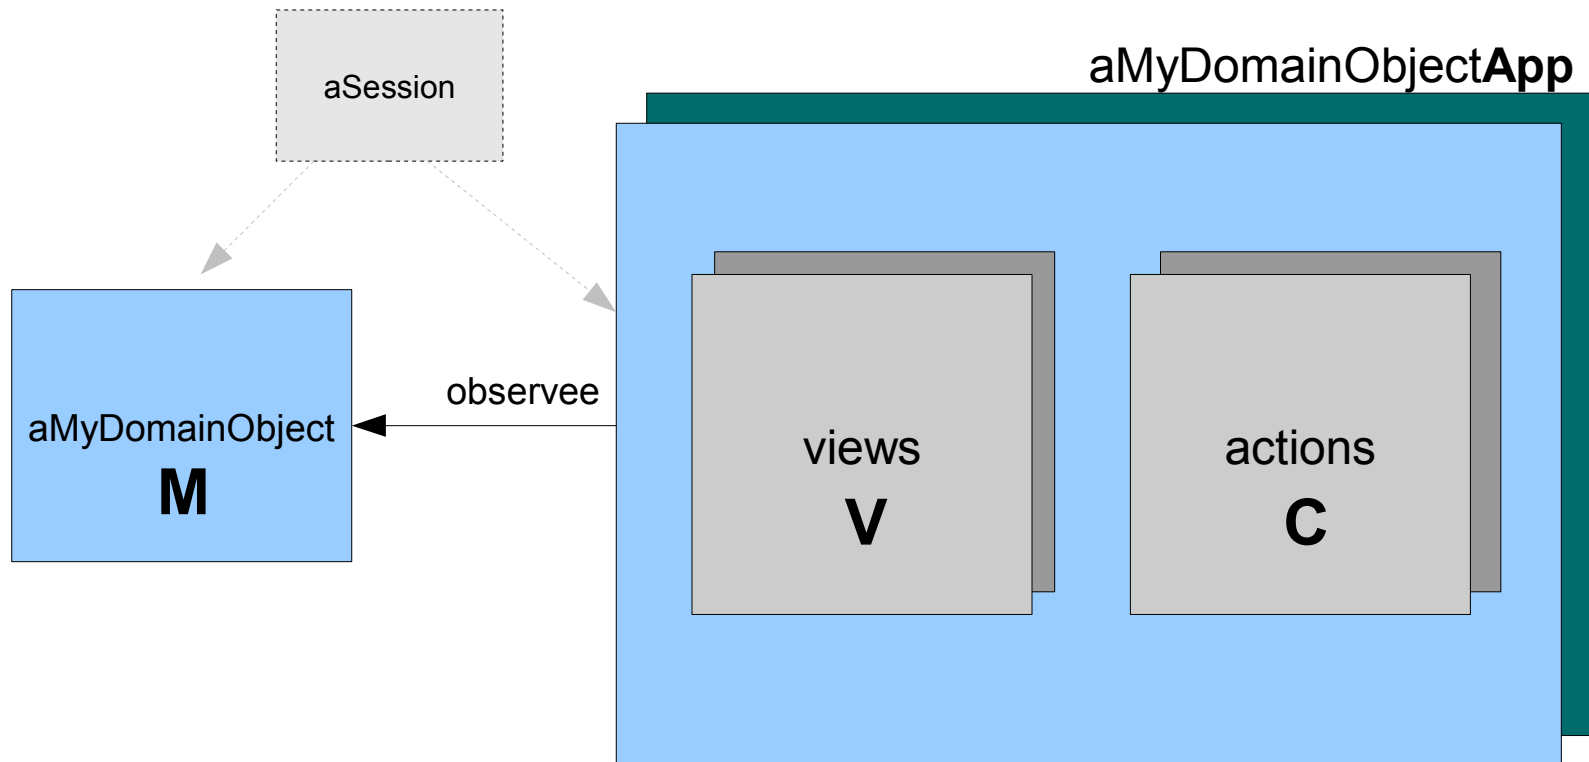 aSession
aMyDomainObjectApp
observee
aMyDomainObject
M
views
V
actions
C